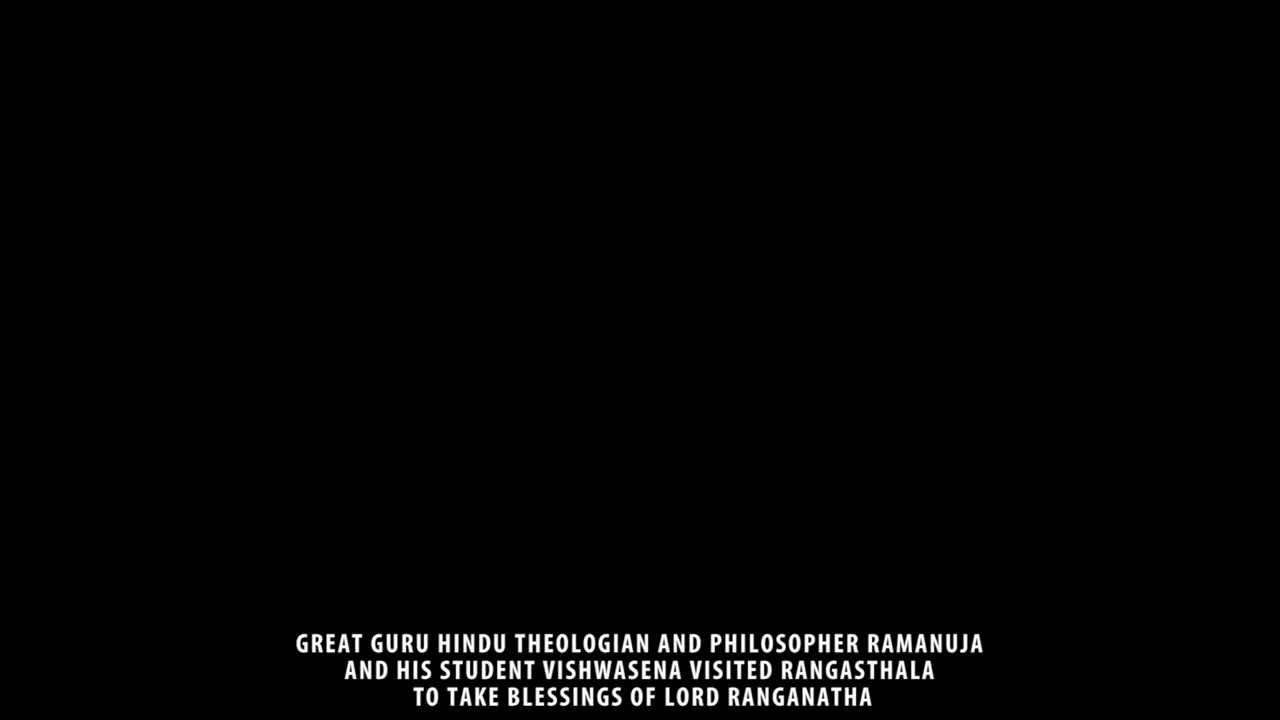 GREAT GURU HINDU THEOLOGIAN AND PHILOSOPHER RAMANUJA
AND HIS STUDENT VISHWASENA VISITED RANGASTHALA
TO TAKE BLESSINGS OF LORD RANGANATHA